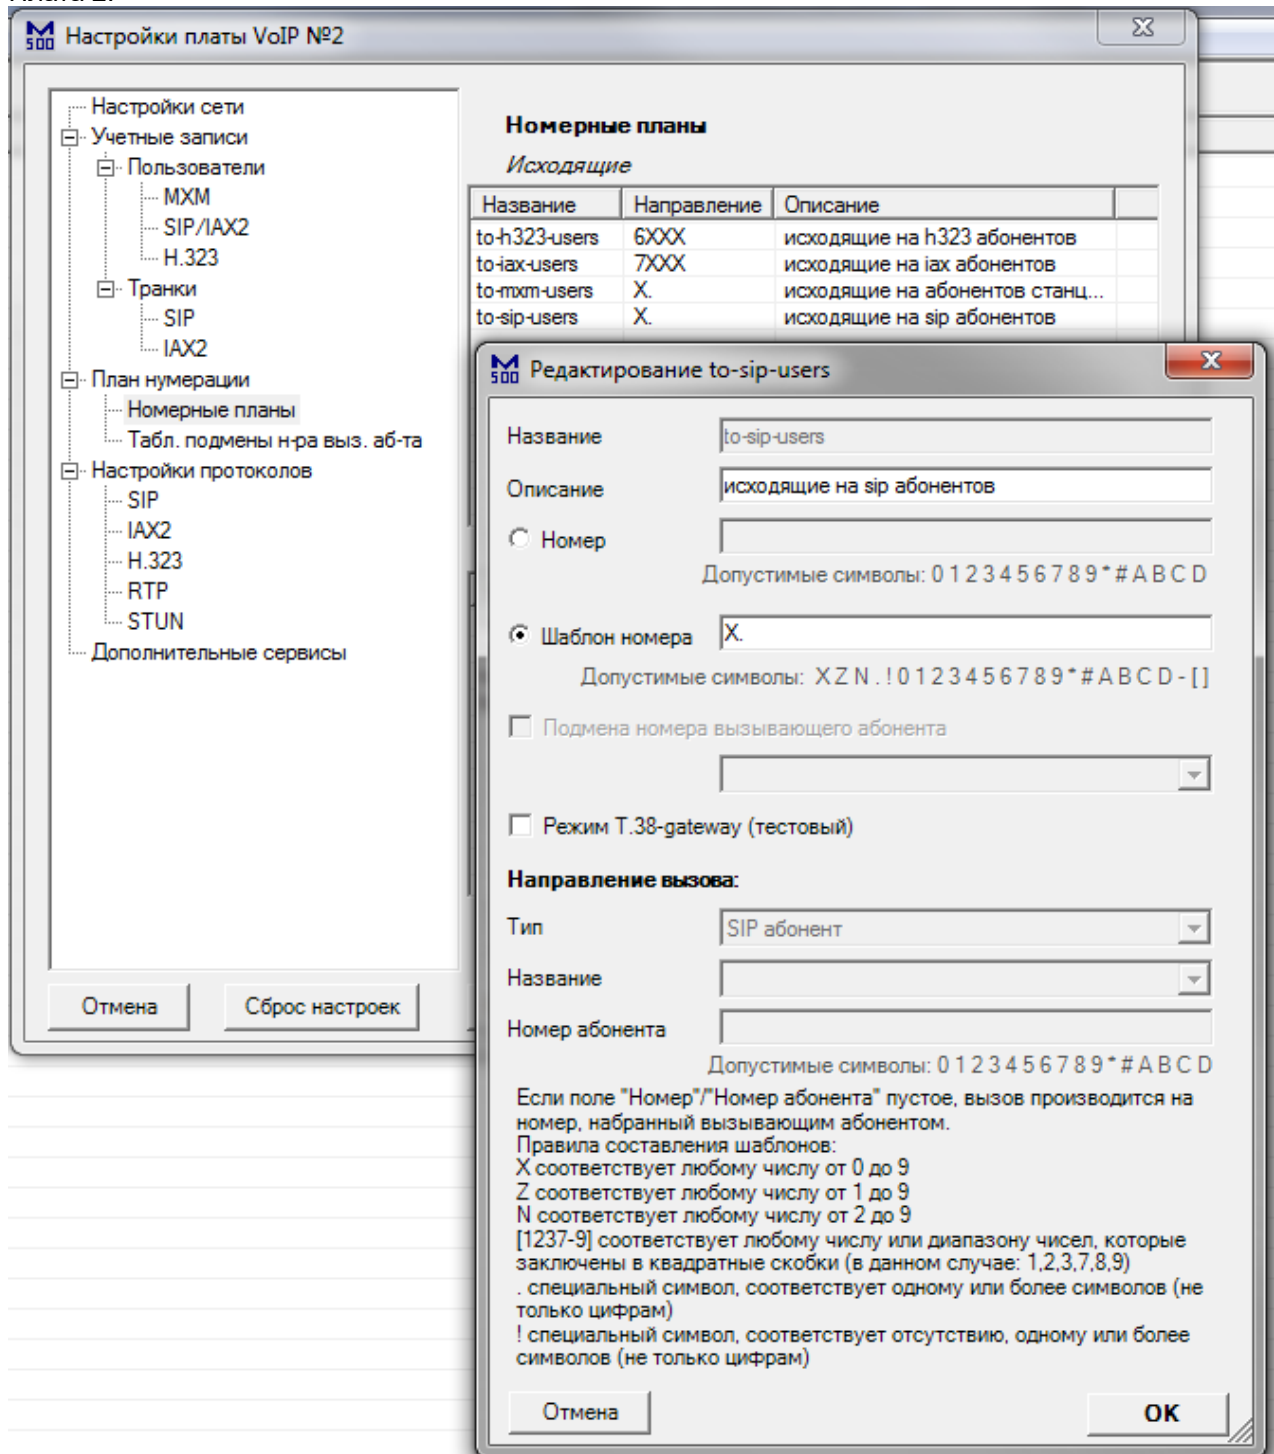 Плата 2.
M500 Настройки платы VoIP №2
Настройки сети
Учетные записи
Пользователи
MXM
SIP/IAX2
H.323
Транки
SIP
IAX2
План нумерации
Номерные планы
Табл. подмены н-ра выз. аб-та
Настройки протоколов
SIP
IAX2
H.323
RTP
STUN
Дополнительные сервисы
Отмена
Сброс настроек
Номерные планы
Исходящие
Название Направление Описание
to-h323-users 6XXX исходящие на h323 абонентов
to-iax-users 7XXX исходящие на iax абонентов
to-mxm-users X. исходящие на абонентов станц...
to-sip-users X. исходящие на sip абонентов
M500 Редактирование to-sip-users
Название to-sip-users
Описание исходящие на sip абонентов
Номер
Допустимые символы: 0 1 2 3 4 5 6 7 8 9 * # A B C D
Шаблон номера X.
Допустимые символы: X Z N . ! 0 1 2 3 4 5 6 7 8 9 * # A B C D - [ ]
Подмена номера вызывающего абонента
Режим T.38-gateway (тестовый)
Направление вызова:
Тип SIP абонент
Название
Номер абонента
Допустимые символы: 0 1 2 3 4 5 6 7 8 9 * # A B C D
Если поле "Номер"/"Номер абонента" пустое, вызов производится на
номер, набранный вызывающим абонентом.
Правила составления шаблонов:
X соответствует любому числу от 0 до 9
Z соответствует любому числу от 1 до 9
N соответствует любому числу от 2 до 9
[1237-9] соответствует любому числу или диапазону чисел, которые
заключены в квадратные скобки (в данном случае: 1,2,3,7,8,9)
. специальный символ, соответствует одному или более символов (не
только цифрам)
! специальный символ, соответствует отсутствию, одному или более
символов (не только цифрам)
Отмена
OK